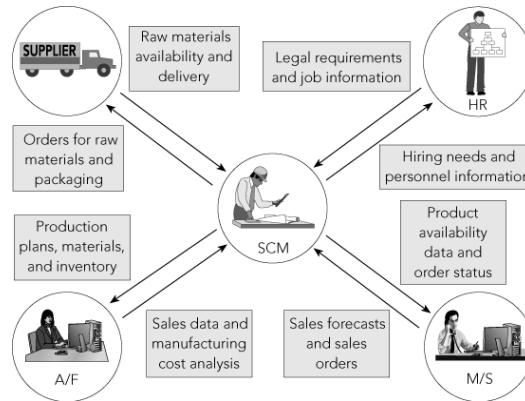 SUPPLIER
Raw materials
availability and
delivery
Legal requirements
and job information
HR
Orders for raw
materials and
packaging
Hiring needs and
personnel information
SCM
Production
plans, materials,
and inventory
Product
availability
data and
order status
A/F
Sales data and
manufacturing
cost analysis
Sales forecasts
and sales
orders
M/S